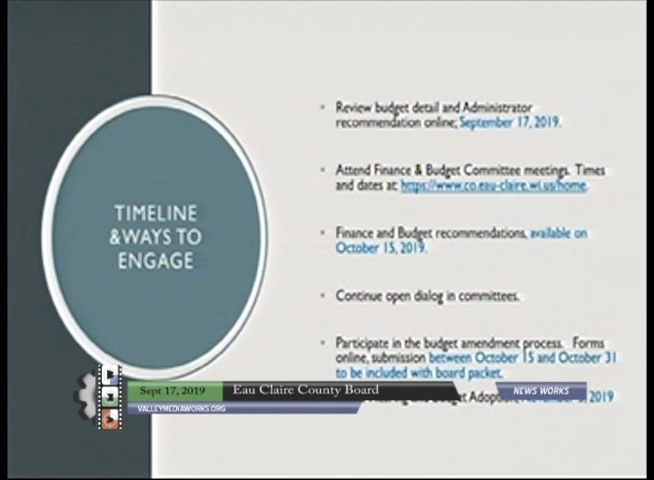 TIMELINE
&WAYS TO
ENGAGE
Review budget detail and Administrator
recommendation online; September 17, 2019.
Attend Finance & Budget Committee meetings. Times
and dates at: https://www.co.eau-claire.wi.us/home.
Finance and Budget recommendations, available on
October 15, 2019.
Continue open dialog in committees.
Participate in the budget amendment process. Forms
online, submission between October 15 and October 31
to be included with board packet.
Budget Adoption, 2019
Sept 17, 2019
Eau Claire County Board
NEWS WORKS
VALLEYMEDIAWORKS.ORG